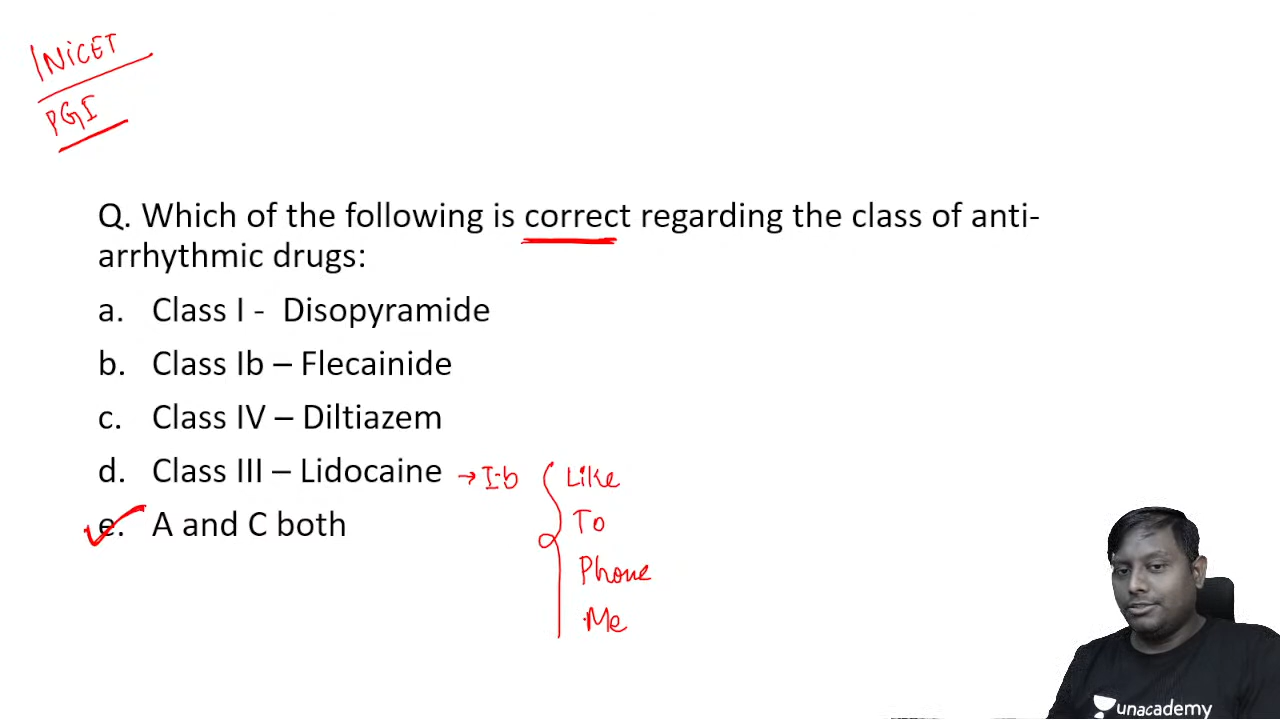 INiCET
PGI
Q. Which of the following is correct regarding the class of anti-
arrhythmic drugs:
a. Class I - Disopyramide
b. Class Ib – Flecainide
c. Class IV – Diltiazem
d. Class III – Lidocaine → I-b
e. A and C both
Like
To
Phone
Me
unacademy